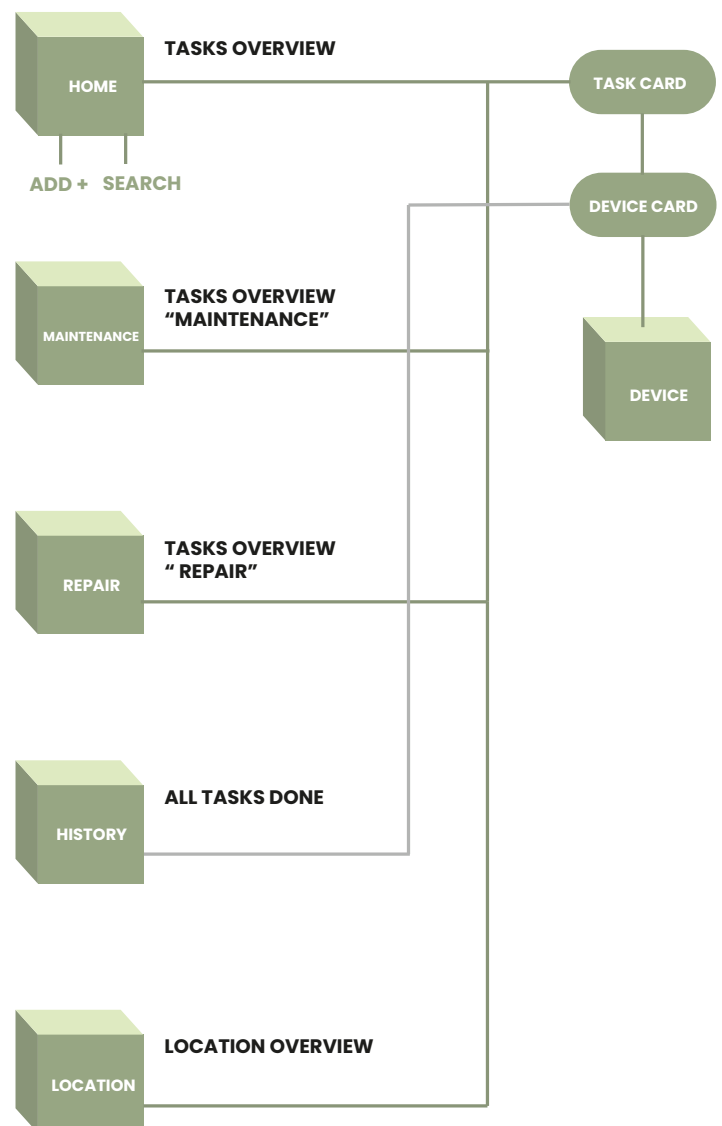 TASKS OVERVIEW
HOME
TASK CARD
ADD + SEARCH
DEVICE CARD
TASKS OVERVIEW
“MAINTENANCE”
MAINTENANCE
DEVICE
TASKS OVERVIEW
“ REPAIR”
REPAIR
ALL TASKS DONE
HISTORY
LOCATION OVERVIEW
LOCATION